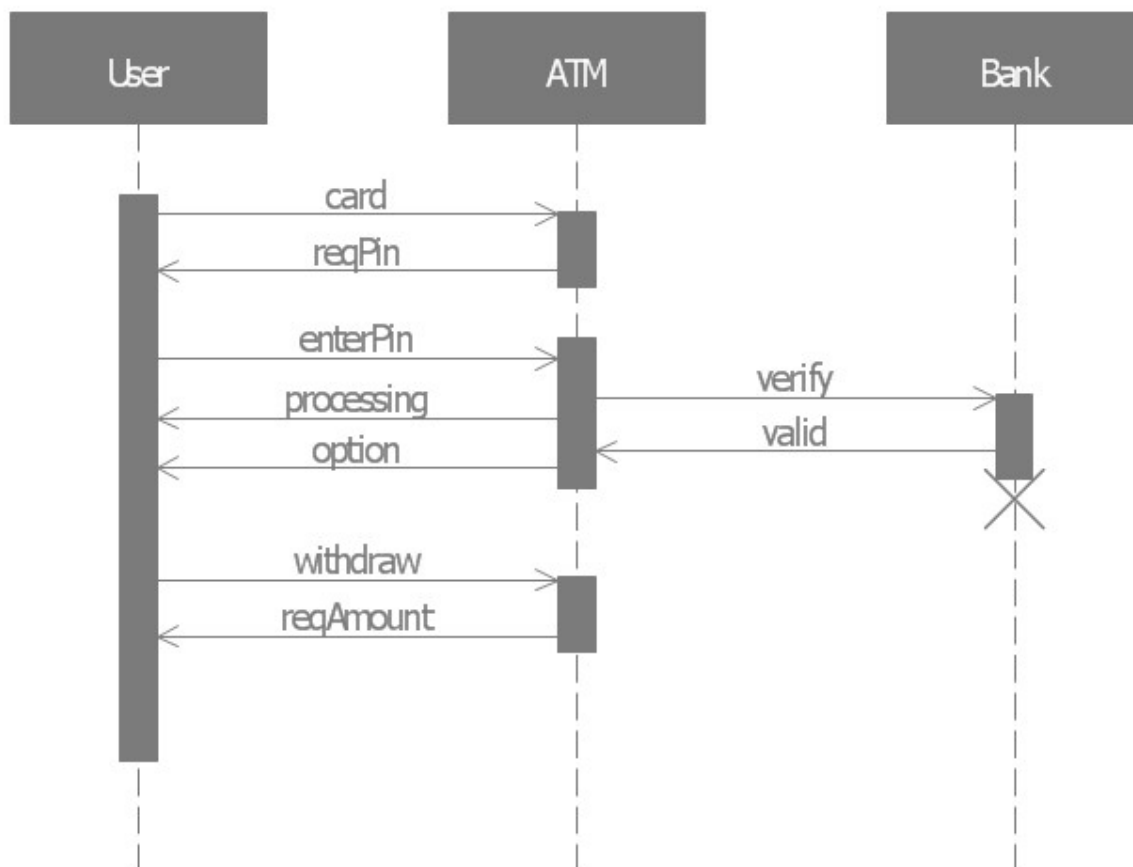 User
ATM
Bank
card
reqPin
enterPin
verify
processing
valid
option
withdraw
reqAmount